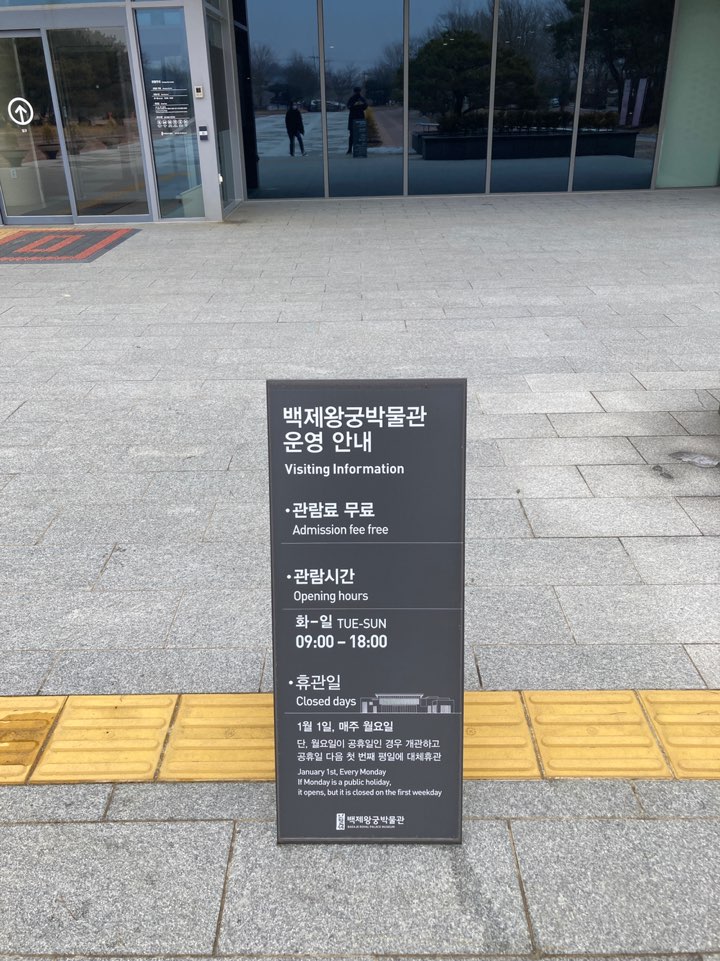 백제왕궁박물관
운영 안내
Visiting Information
•관람료 무료
Admission fee free
•관람시간
Opening hours
화-일 TUE-SUN
09:00 – 18:00
•휴관일
Closed days
1월 1일, 매주 월요일
단, 월요일이 공휴일인 경우 개관하고
공휴일 다음 첫 번째 평일에 대체휴관
January 1st, Every Monday
If Monday is a public holiday,
it opens, but it is closed on the first weekday
백제왕궁박물관
BAEKJE ROYAL PALACE MUSEUM